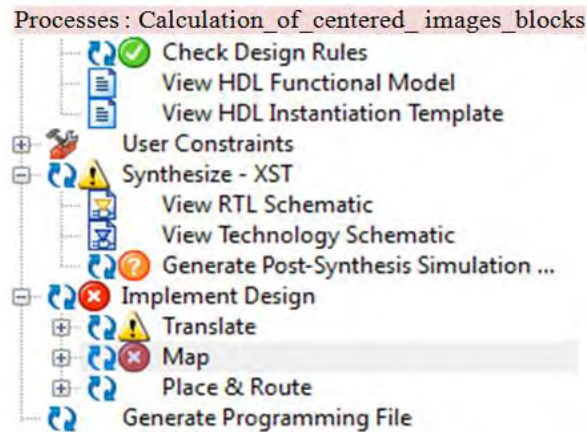 Processes : Calculation_of_centered_ images_blocks
Check Design Rules
View HDL Functional Model
View HDL Instantiation Template
User Constraints
Synthesize - XST
View RTL Schematic
View Technology Schematic
Generate Post-Synthesis Simulation ...
Implement Design
Translate
Map
Place & Route
Generate Programming File